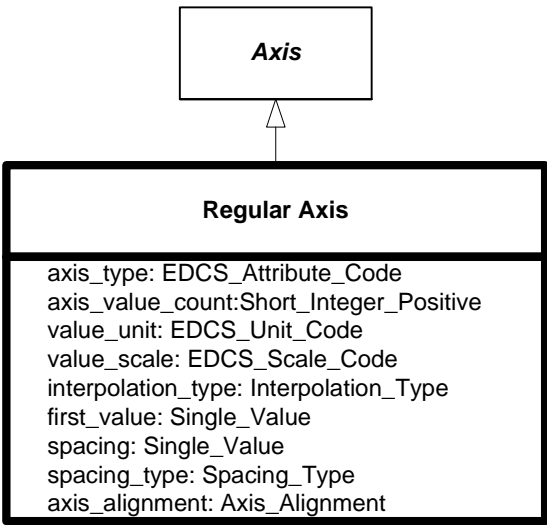 Axis
Regular Axis
axis_type: EDCS_Attribute_Code
axis_value_count:Short_Integer_Positive
value_unit: EDCS_Unit_Code
value_scale: EDCS_Scale_Code
interpolation_type: Interpolation_Type
first_value: Single_Value
spacing: Single_Value
spacing_type: Spacing_Type
axis_alignment: Axis_Alignment